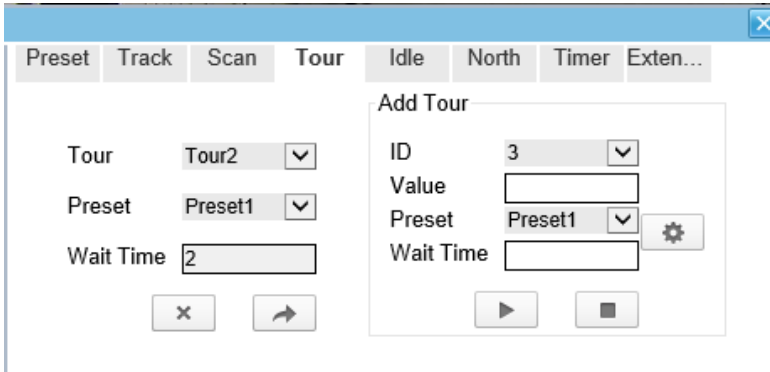 Preset Track Scan Tour Idle North Timer Exten...
Add Tour
Tour Tour2
Preset Preset1
Wait Time 2
ID 3
Value
Preset Preset1
Wait Time